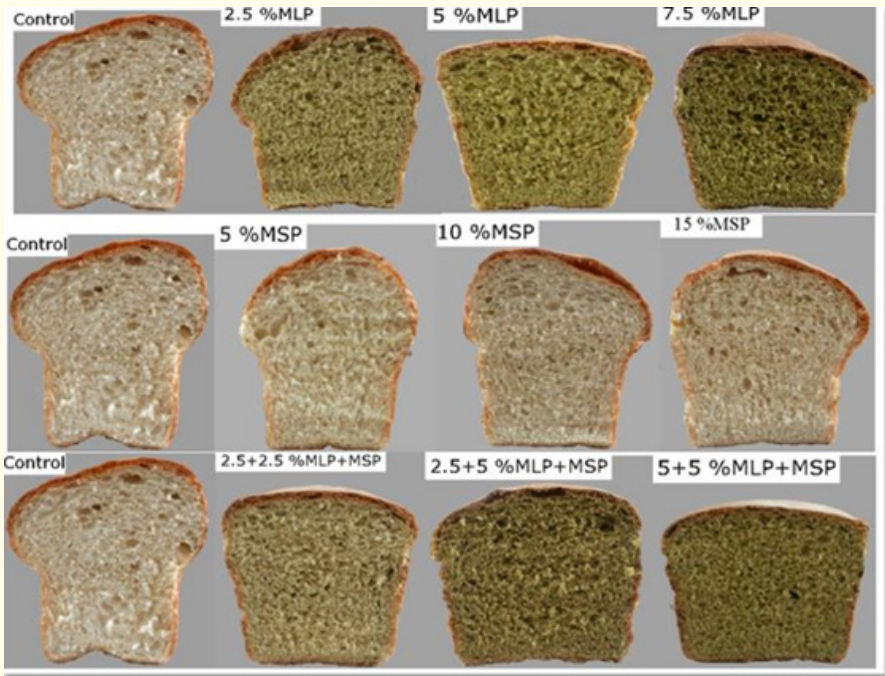 Control
2.5 %MLP
5 %MLP
7.5 %MLP
Control
5 %MSP
10 %MSP
15 %MSP
Control
2.5+2.5 %MLP+MSP
2.5+5 %MLP+MSP
5+5 %MLP+MSP